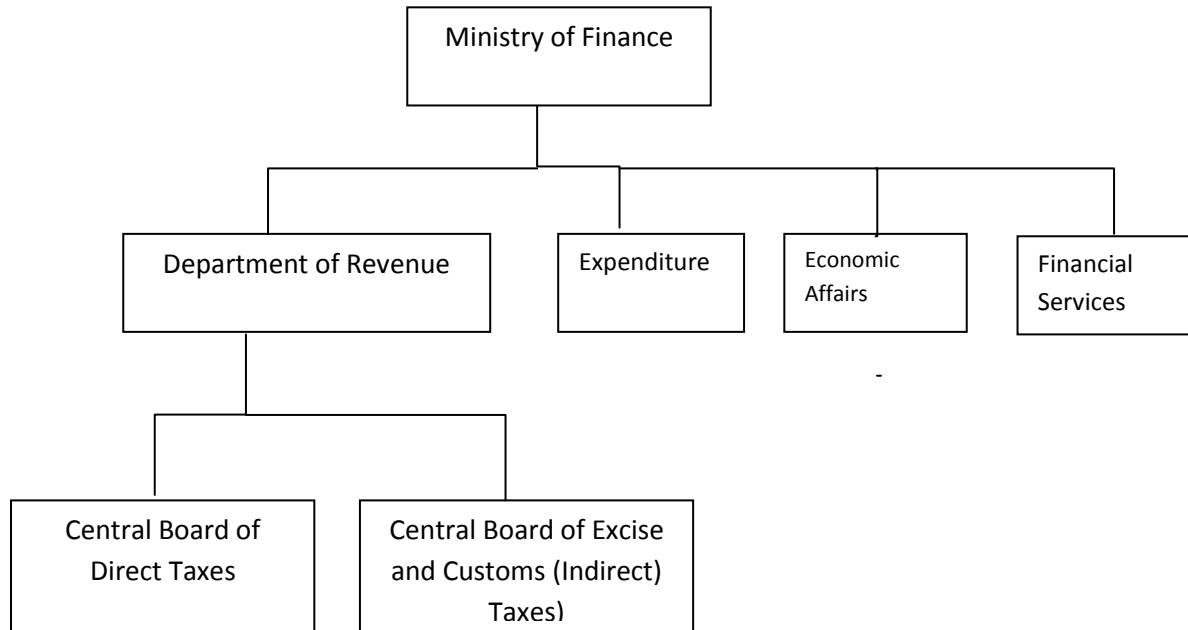 Ministry of Finance
Department of Revenue
Expenditure
Economic
Affairs
Financial
Services
-
Central Board of
Direct Taxes
Central Board of Excise
and Customs (Indirect)
Taxes)